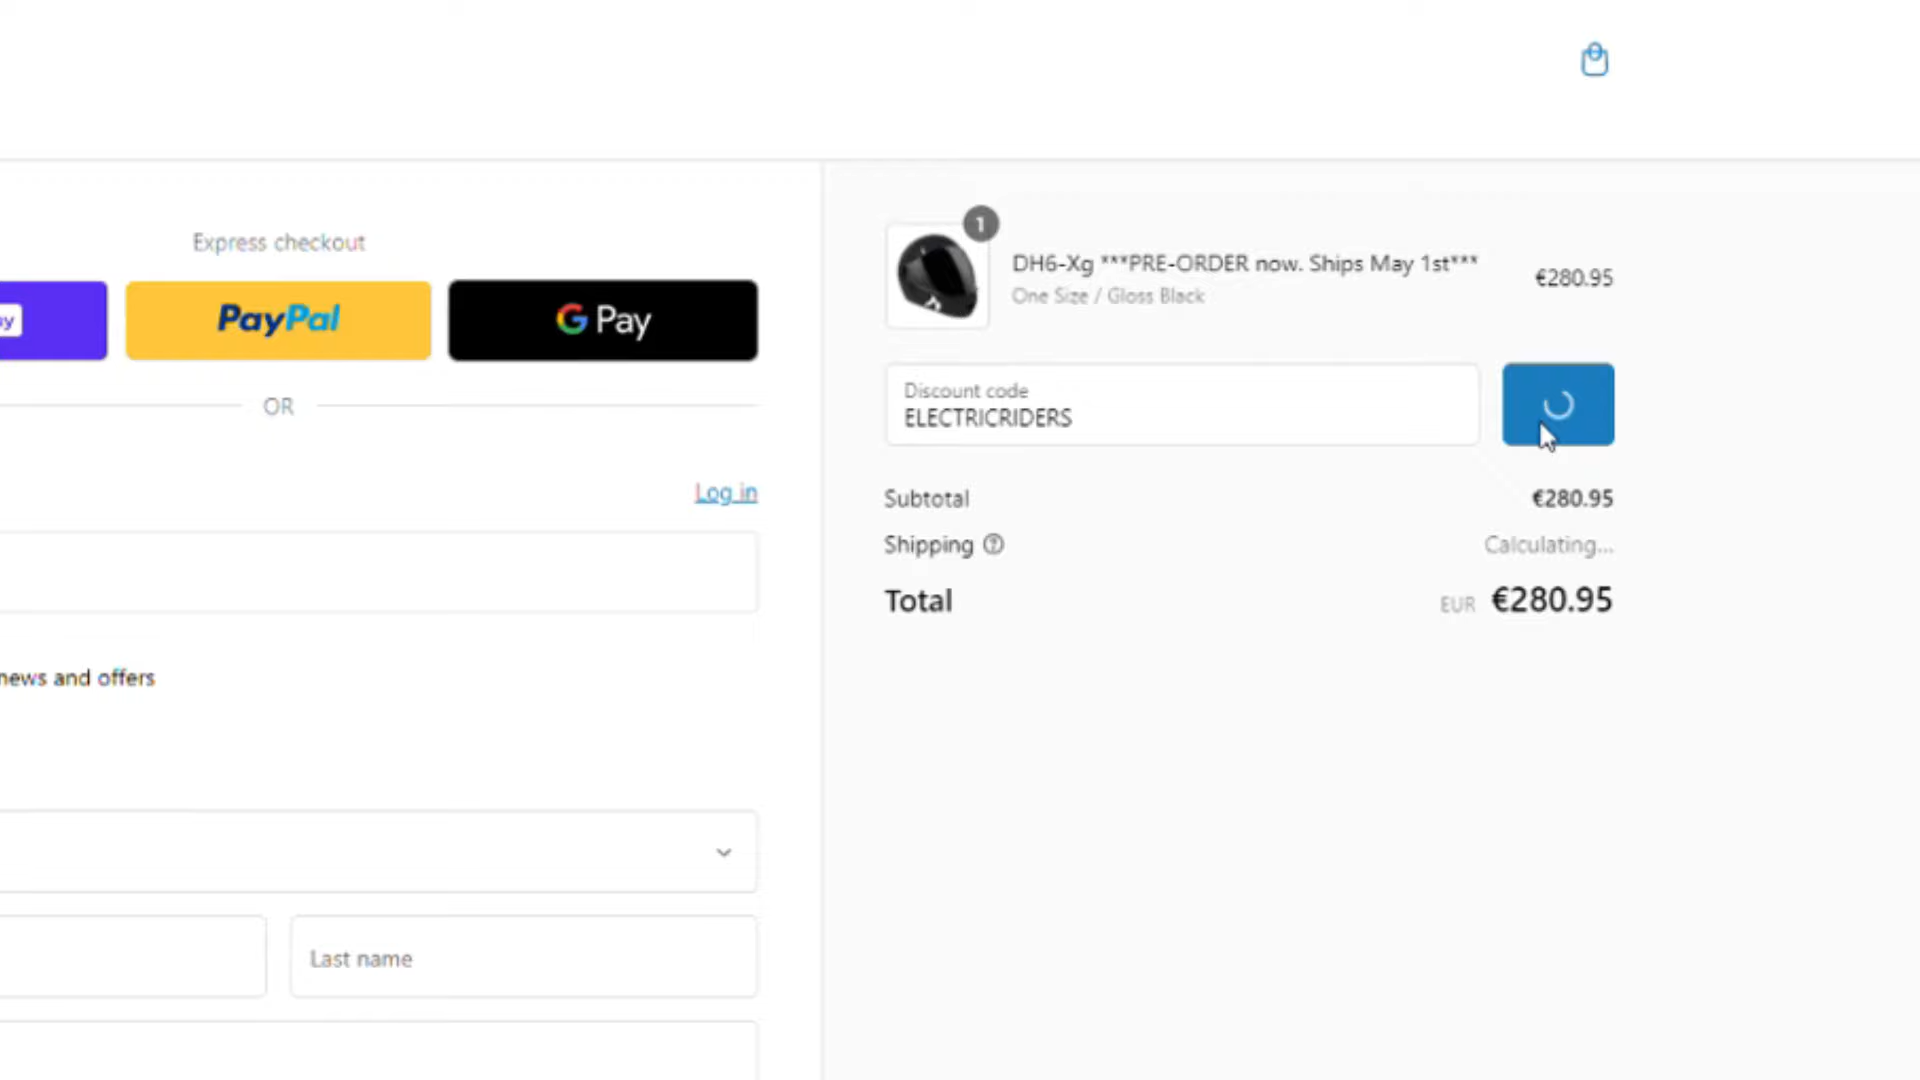 Express checkout
PayPal
G Pay
OR
Log in
news and offers
Last name
1
DH6-Xg ***PRE-ORDER now. Ships May 1st***
One Size / Gloss Black
€280.95
Discount code
ELECTRICRIDERS
Subtotal
€280.95
Shipping
Calculating...
Total
EUR €280.95